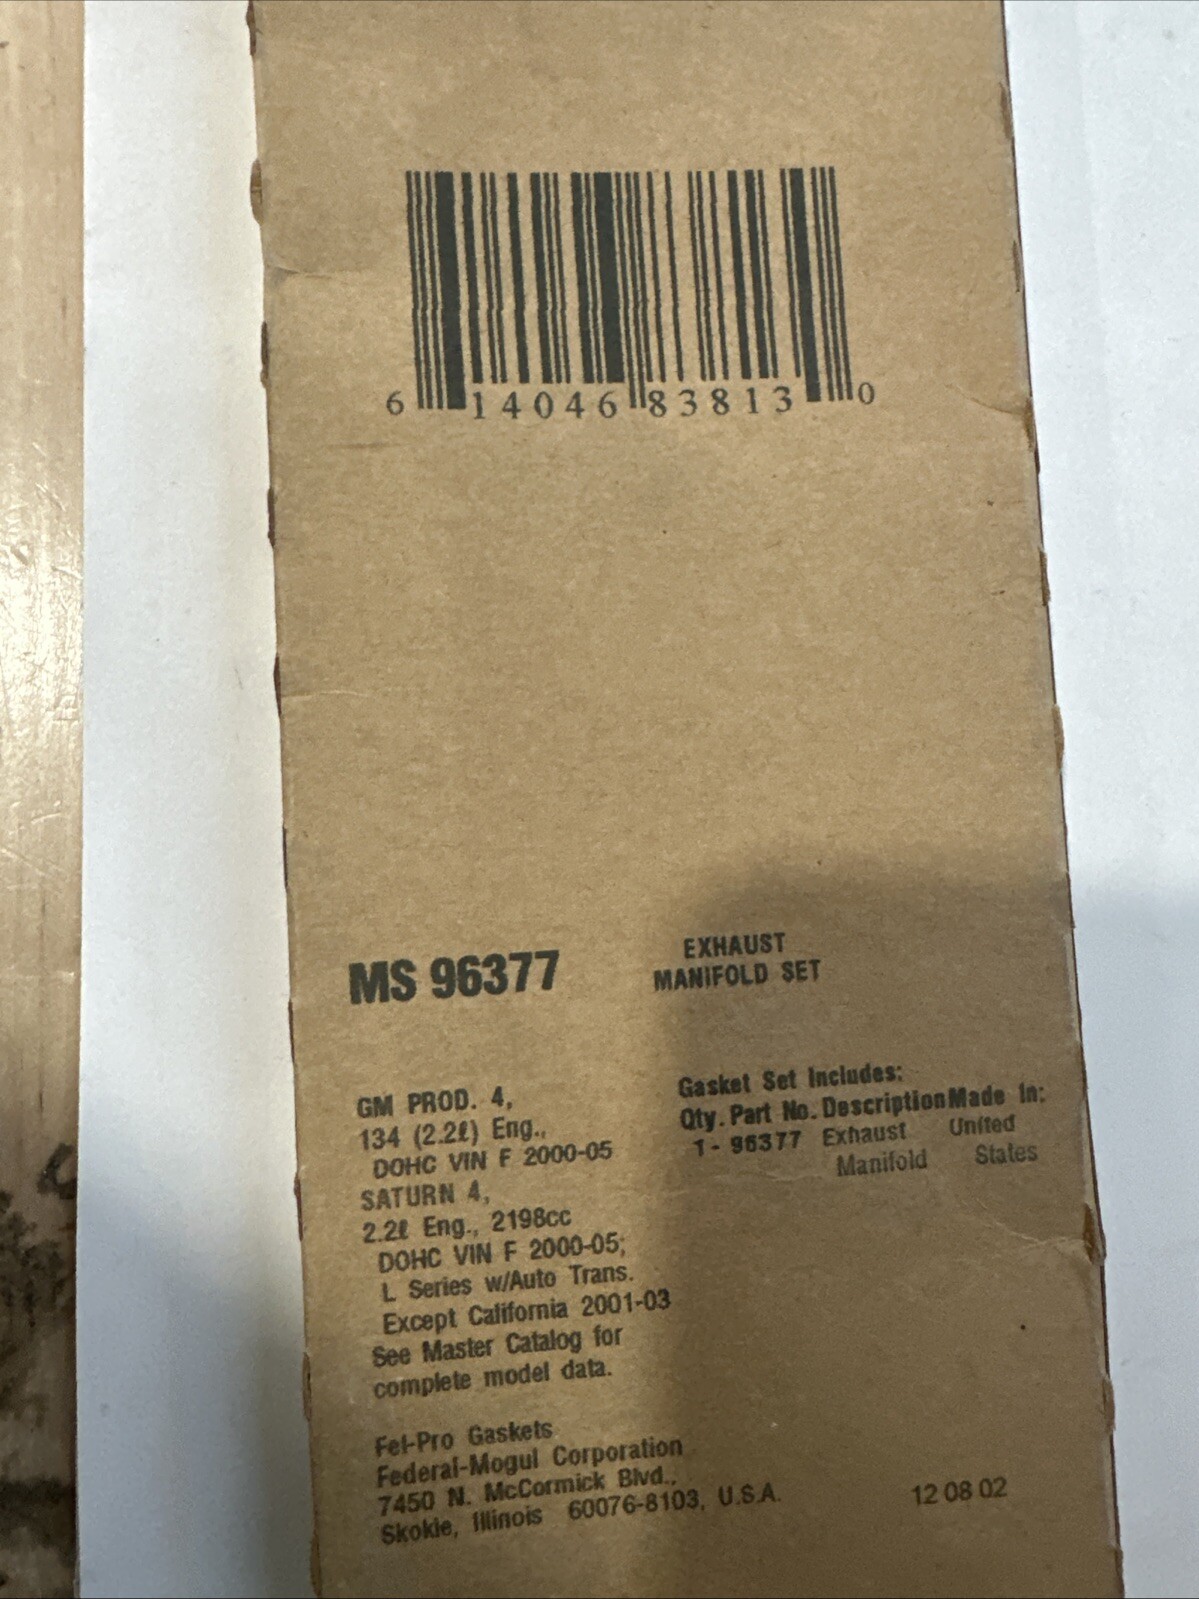 6 14046 83813 0
MS 96377
EXHAUST
MANIFOLD SET
GM PROD. 4,
134 (2.2ℓ) Eng.,
DOHC VIN F 2000-05
SATURN 4,
2.2ℓ Eng., 2198cc
DOHC VIN F 2000-05;
L Series w/Auto Trans.
Except California 2001-03
See Master Catalog for
complete model data.
Gasket Set Includes:
Qty. Part No. Description Made In:
1 - 96377 Exhaust United
Manifold States
Fel-Pro Gaskets
Federal-Mogul Corporation
7450 N. McCormick Blvd.,
Skokie, Illinois 60076-8103, U.S.A.
12 08 02